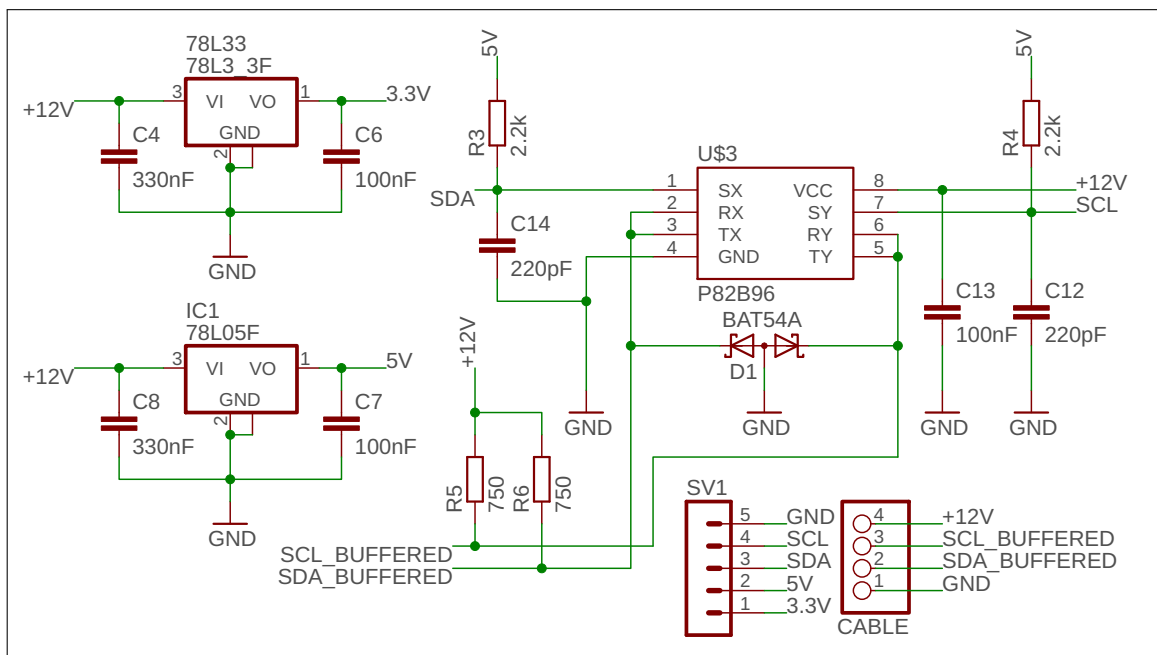 78L33
78L3_3F
+12V
3
VI
VO
1
3.3V
GND
2
C4
330nF
C6
100nF
GND
IC1
78L05F
+12V
3
VI
VO
1
5V
GND
2
C8
330nF
C7
100nF
GND
5V
R3
2.2k
SDA
C14
220pF
GND
U$3
1
SX
VCC
8
2
RX
SY
7
3
TX
RY
6
4
GND
TY
5
P82B96
5V
R4
2.2k
+12V
SCL
C13
100nF
C12
220pF
GND
GND
BAT54A
D1
GND
+12V
R5
750
R6
750
SCL_BUFFERED
SDA_BUFFERED
SV1
5
GND
4
SCL
3
SDA
2
5V
1
3.3V
4
+12V
3
SCL_BUFFERED
2
SDA_BUFFERED
1
GND
CABLE